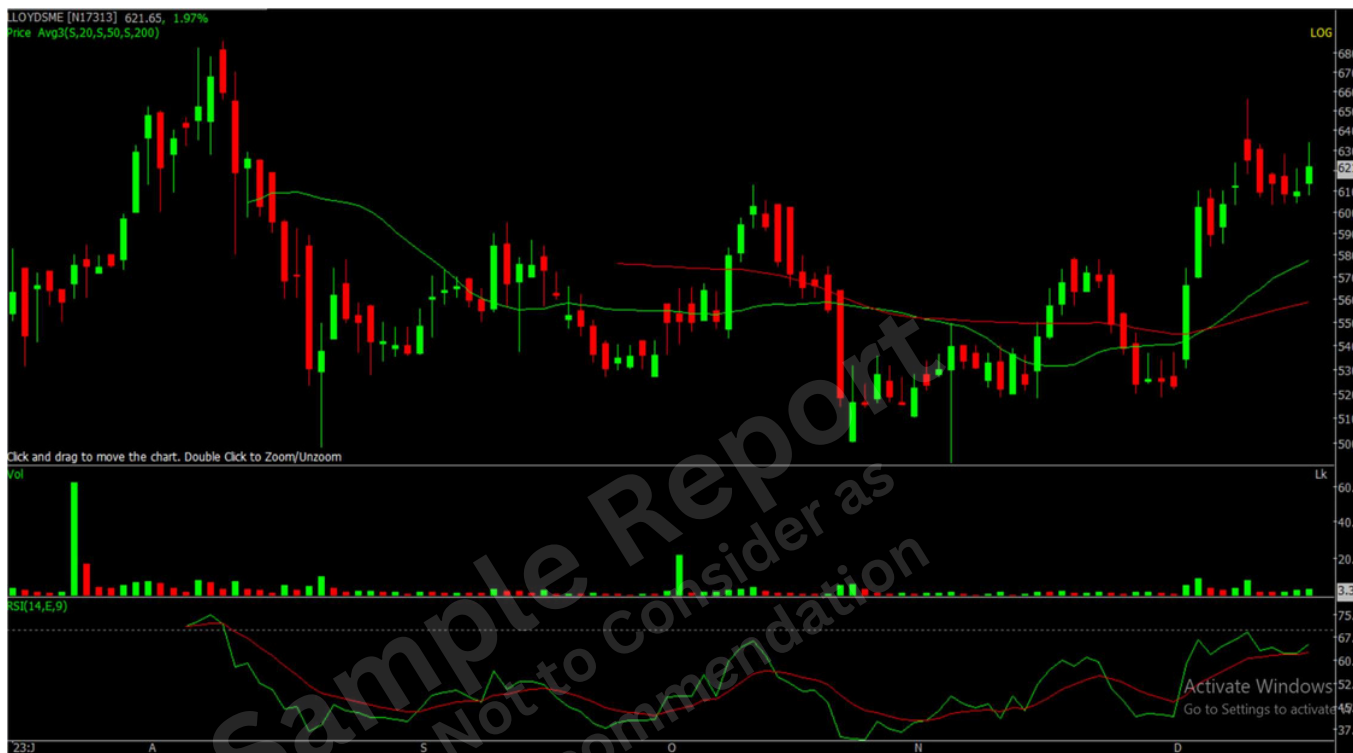 LLOYDSME [N17313] 621.65, 1.97%
Price Avg3(S,20,S,50,S,200)
LOG
680
670
660
650
640
630
621
610
600
590
580
570
560
550
540
530
520
510
500
Click and drag to move the chart. Double Click to Zoom/Unzoom
Vol
Lk
60.
40.
20.
3.3
RSI(14,E,9)
75.
67.
60.
52.
45.
37.
Activate Windows
Go to Settings to activate
23:J A S O N D
Sample Report
Not to Consider as
commendation